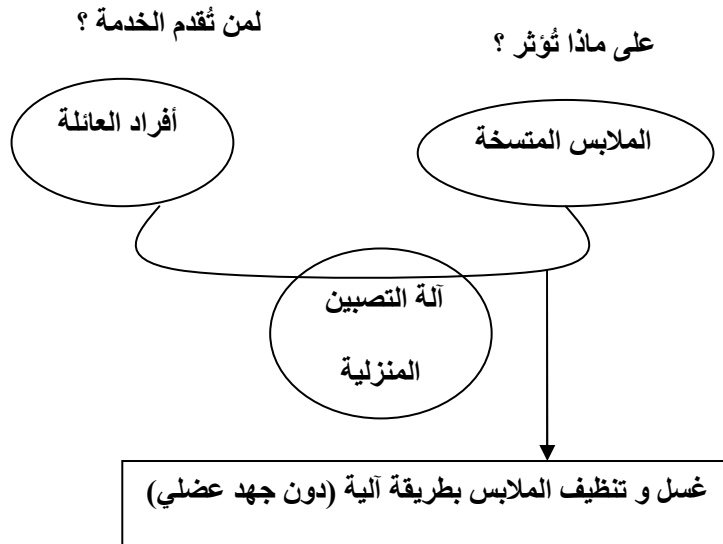 لمن تُقدم الخدمة ؟
على ماذا تُؤثر ؟
أفراد العائلة
الملابس المتسخة
آلة التصبين
المنزلية
غسل و تنظيف الملابس بطريقة آلية (دون جهد عضلي)